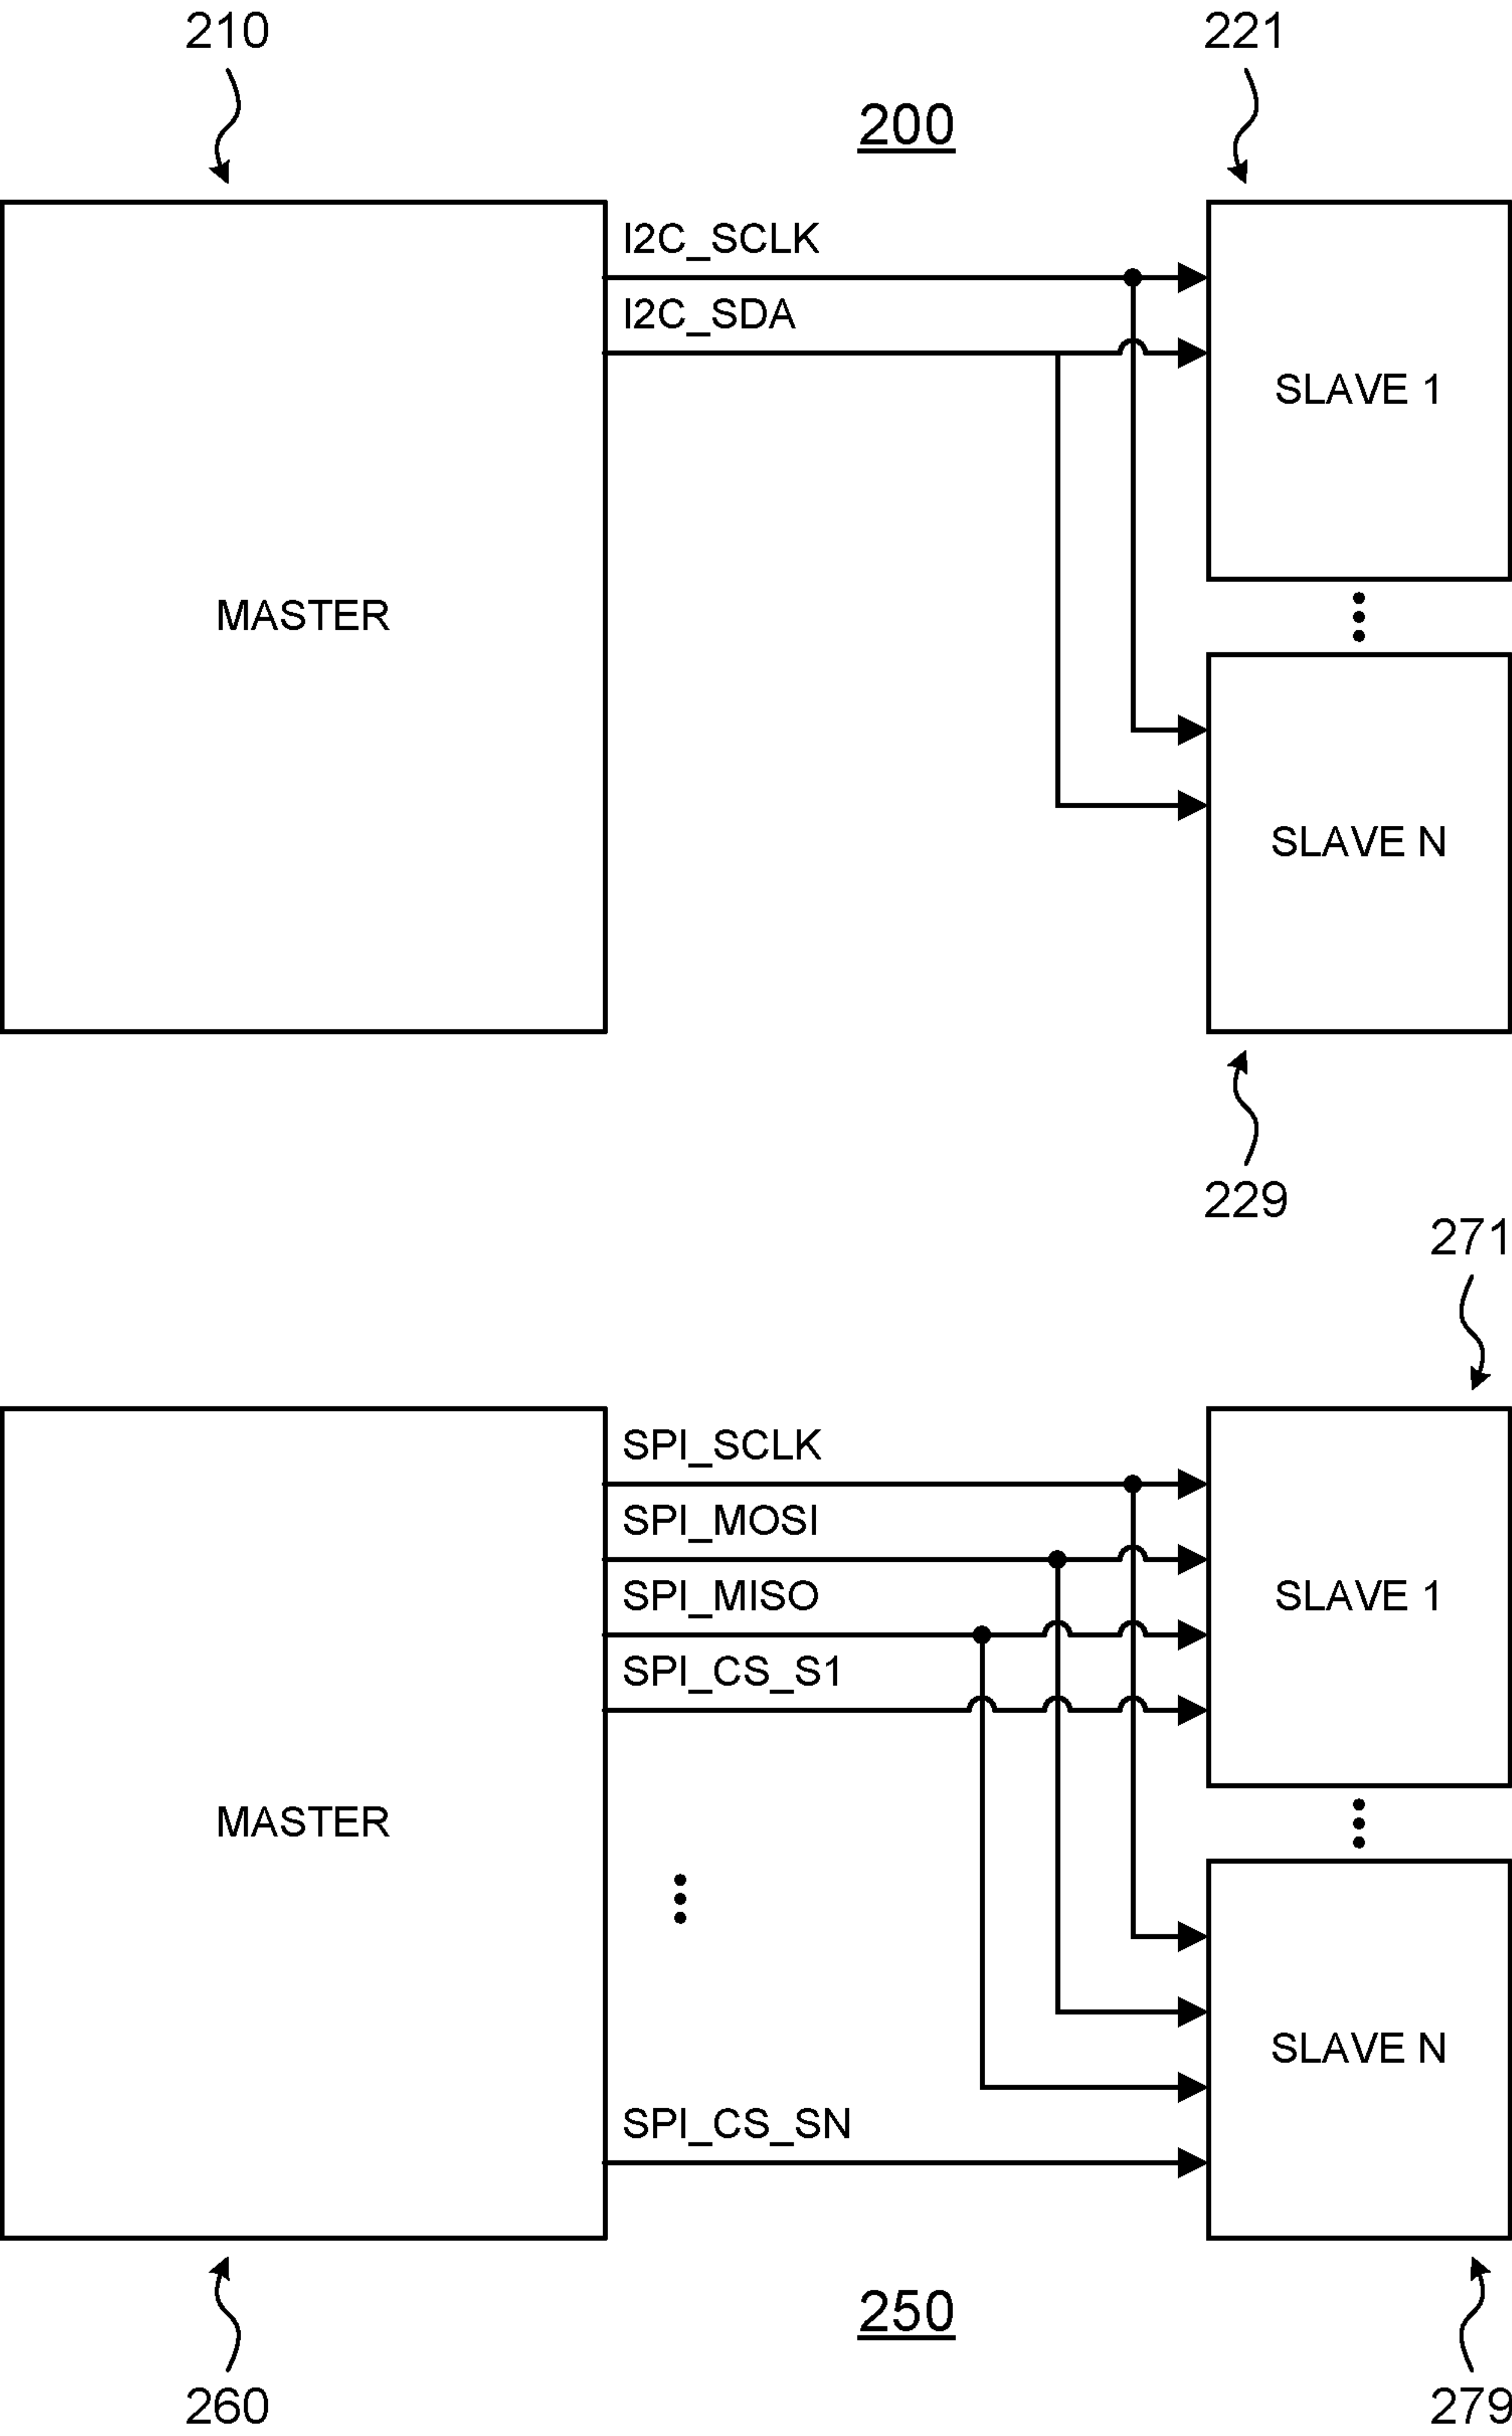 210
221
200
I2C_SCLK
I2C_SDA
SLAVE 1
MASTER
SLAVE N
229
271
SPI_SCLK
SPI_MOSI
SPI_MISO
SLAVE 1
SPI_CS_S1
MASTER
SLAVE N
SPI_CS_SN
250
260
279